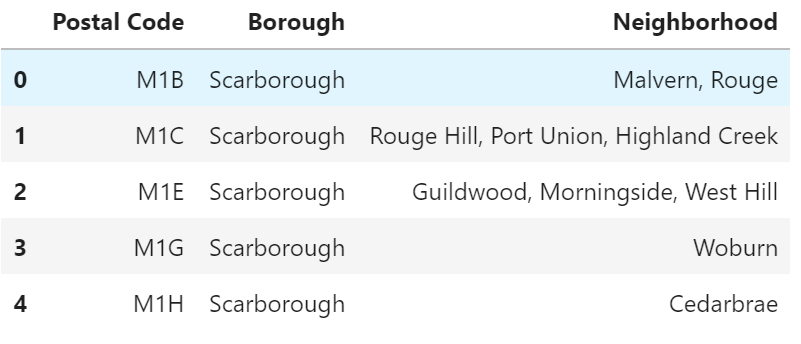 Postal Code Borough Neighborhood
0 M1B Scarborough Malvern, Rouge
1 M1C Scarborough Rouge Hill, Port Union, Highland Creek
2 M1E Scarborough Guildwood, Morningside, West Hill
3 M1G Scarborough Woburn
4 M1H Scarborough Cedarbrae